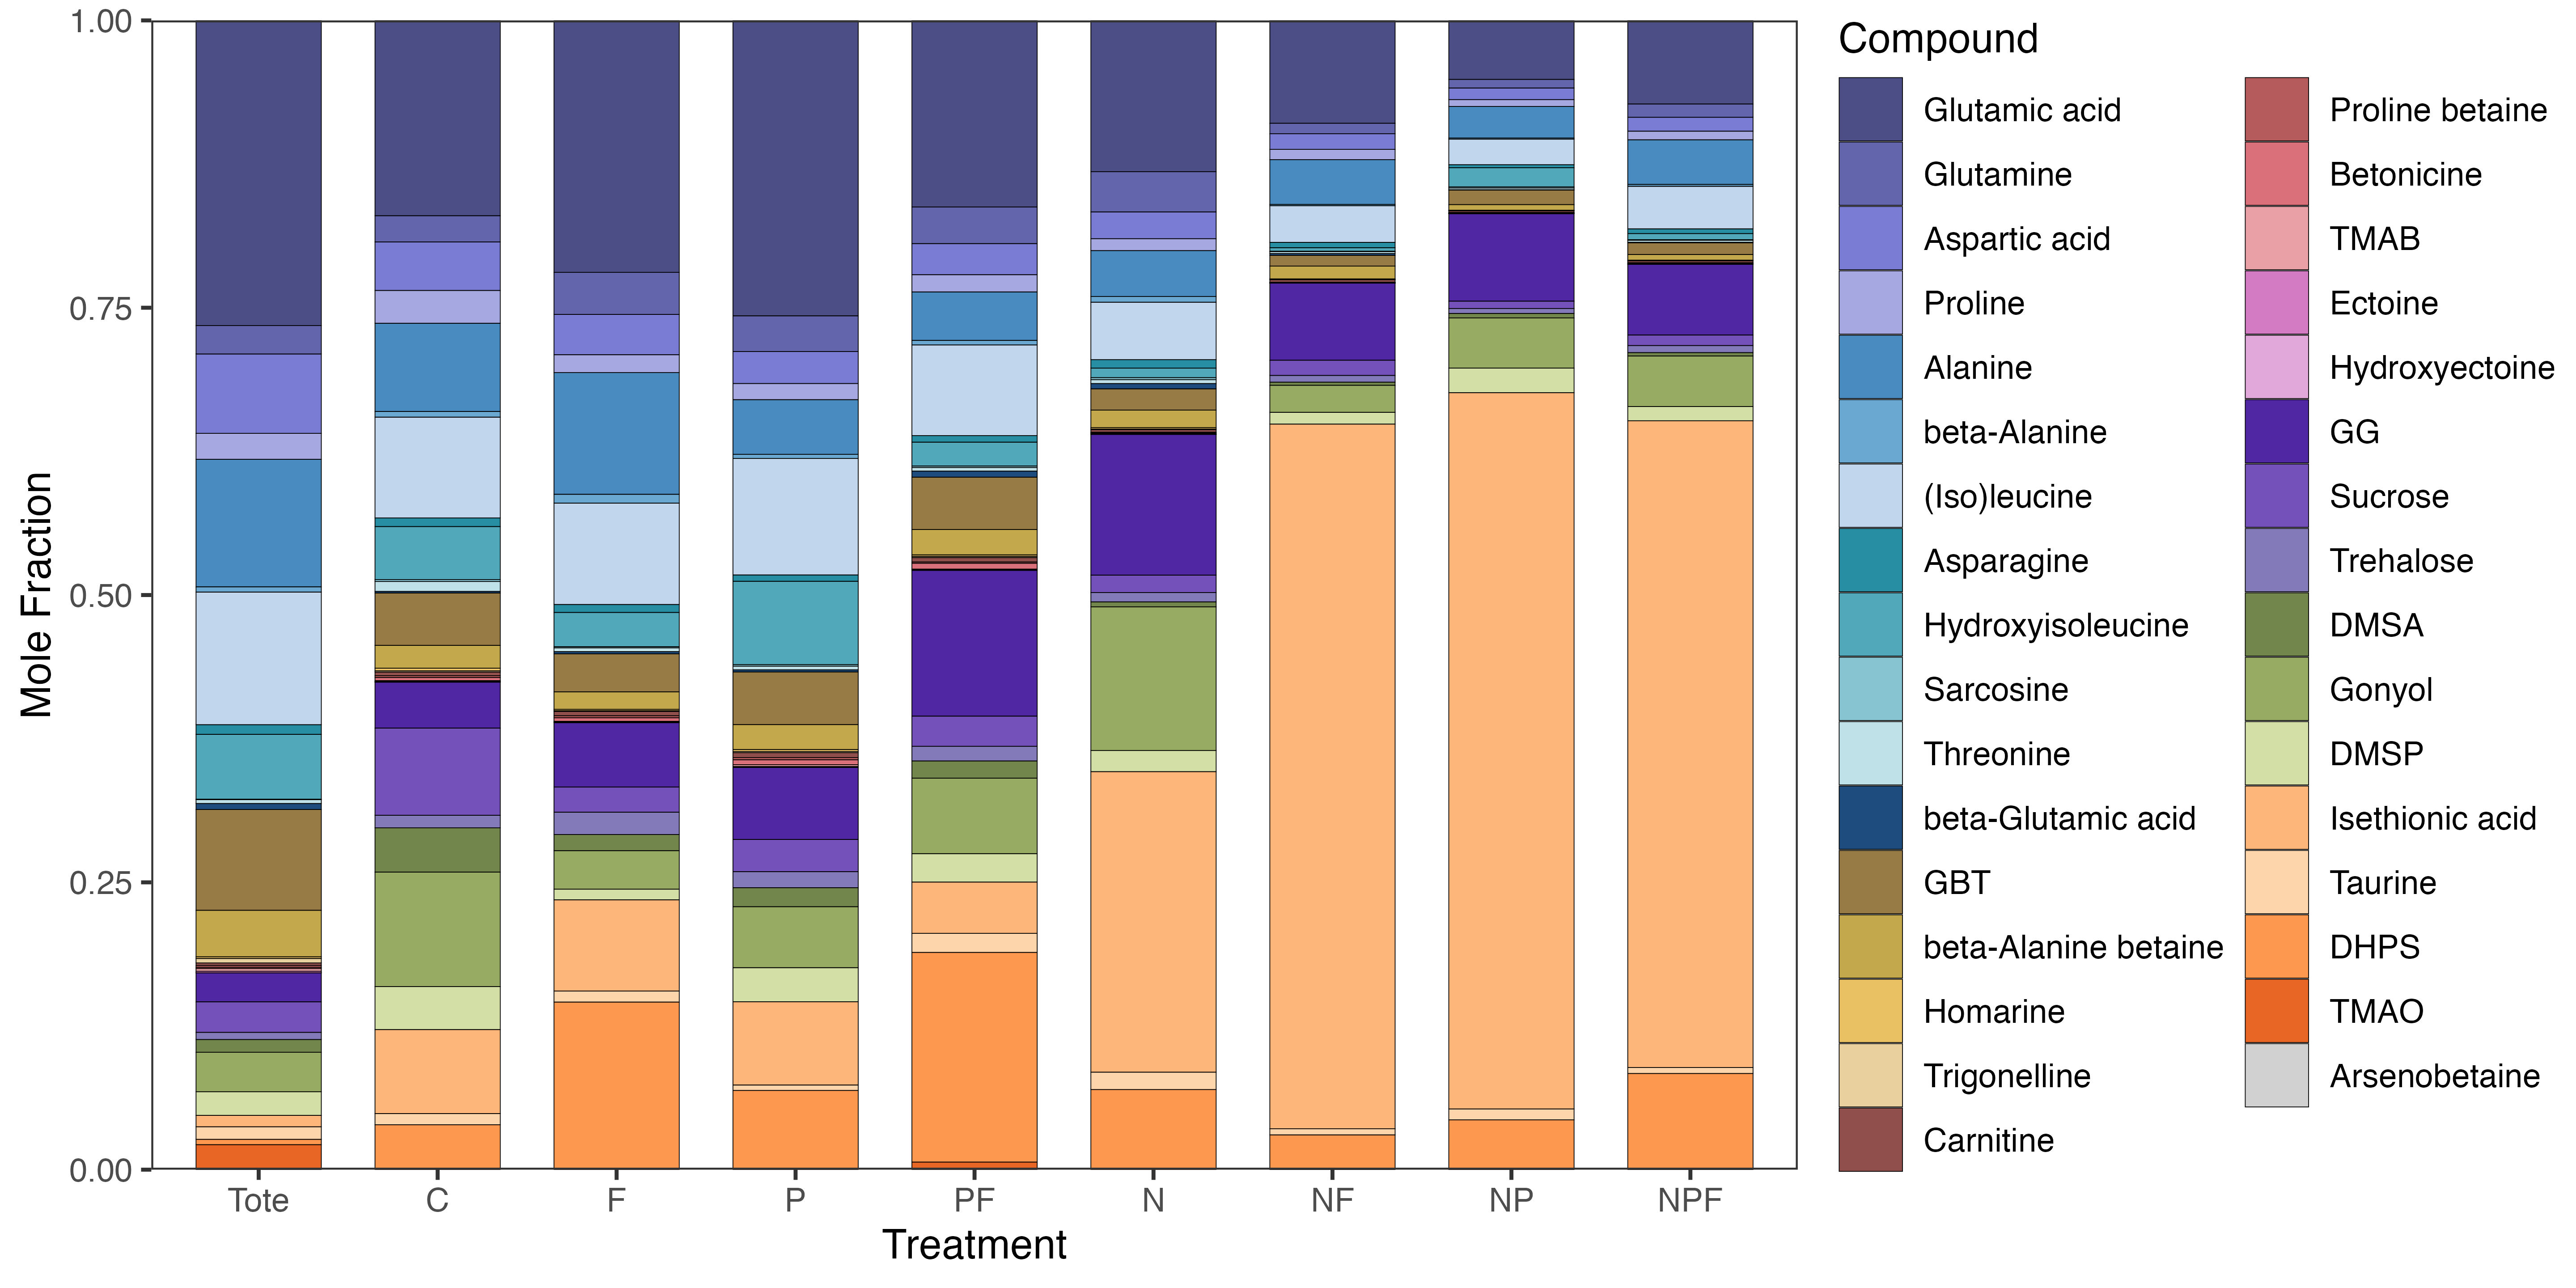 Mole Fraction
1.00
0.75
0.50
0.25
0.00
Tote
C
F
P
PF
N
NF
NP
NPF
Treatment
Compound
Glutamic acid
Glutamine
Aspartic acid
Proline
Alanine
beta-Alanine
(Iso)leucine
Asparagine
Hydroxyisoleucine
Sarcosine
Threonine
beta-Glutamic acid
GBT
beta-Alanine betaine
Homarine
Trigonelline
Carnitine
Proline betaine
Betonicine
TMAB
Ectoine
Hydroxyectoine
GG
Sucrose
Trehalose
DMSA
Gonyol
DMSP
Isethionic acid
Taurine
DHPS
TMAO
Arsenobetaine